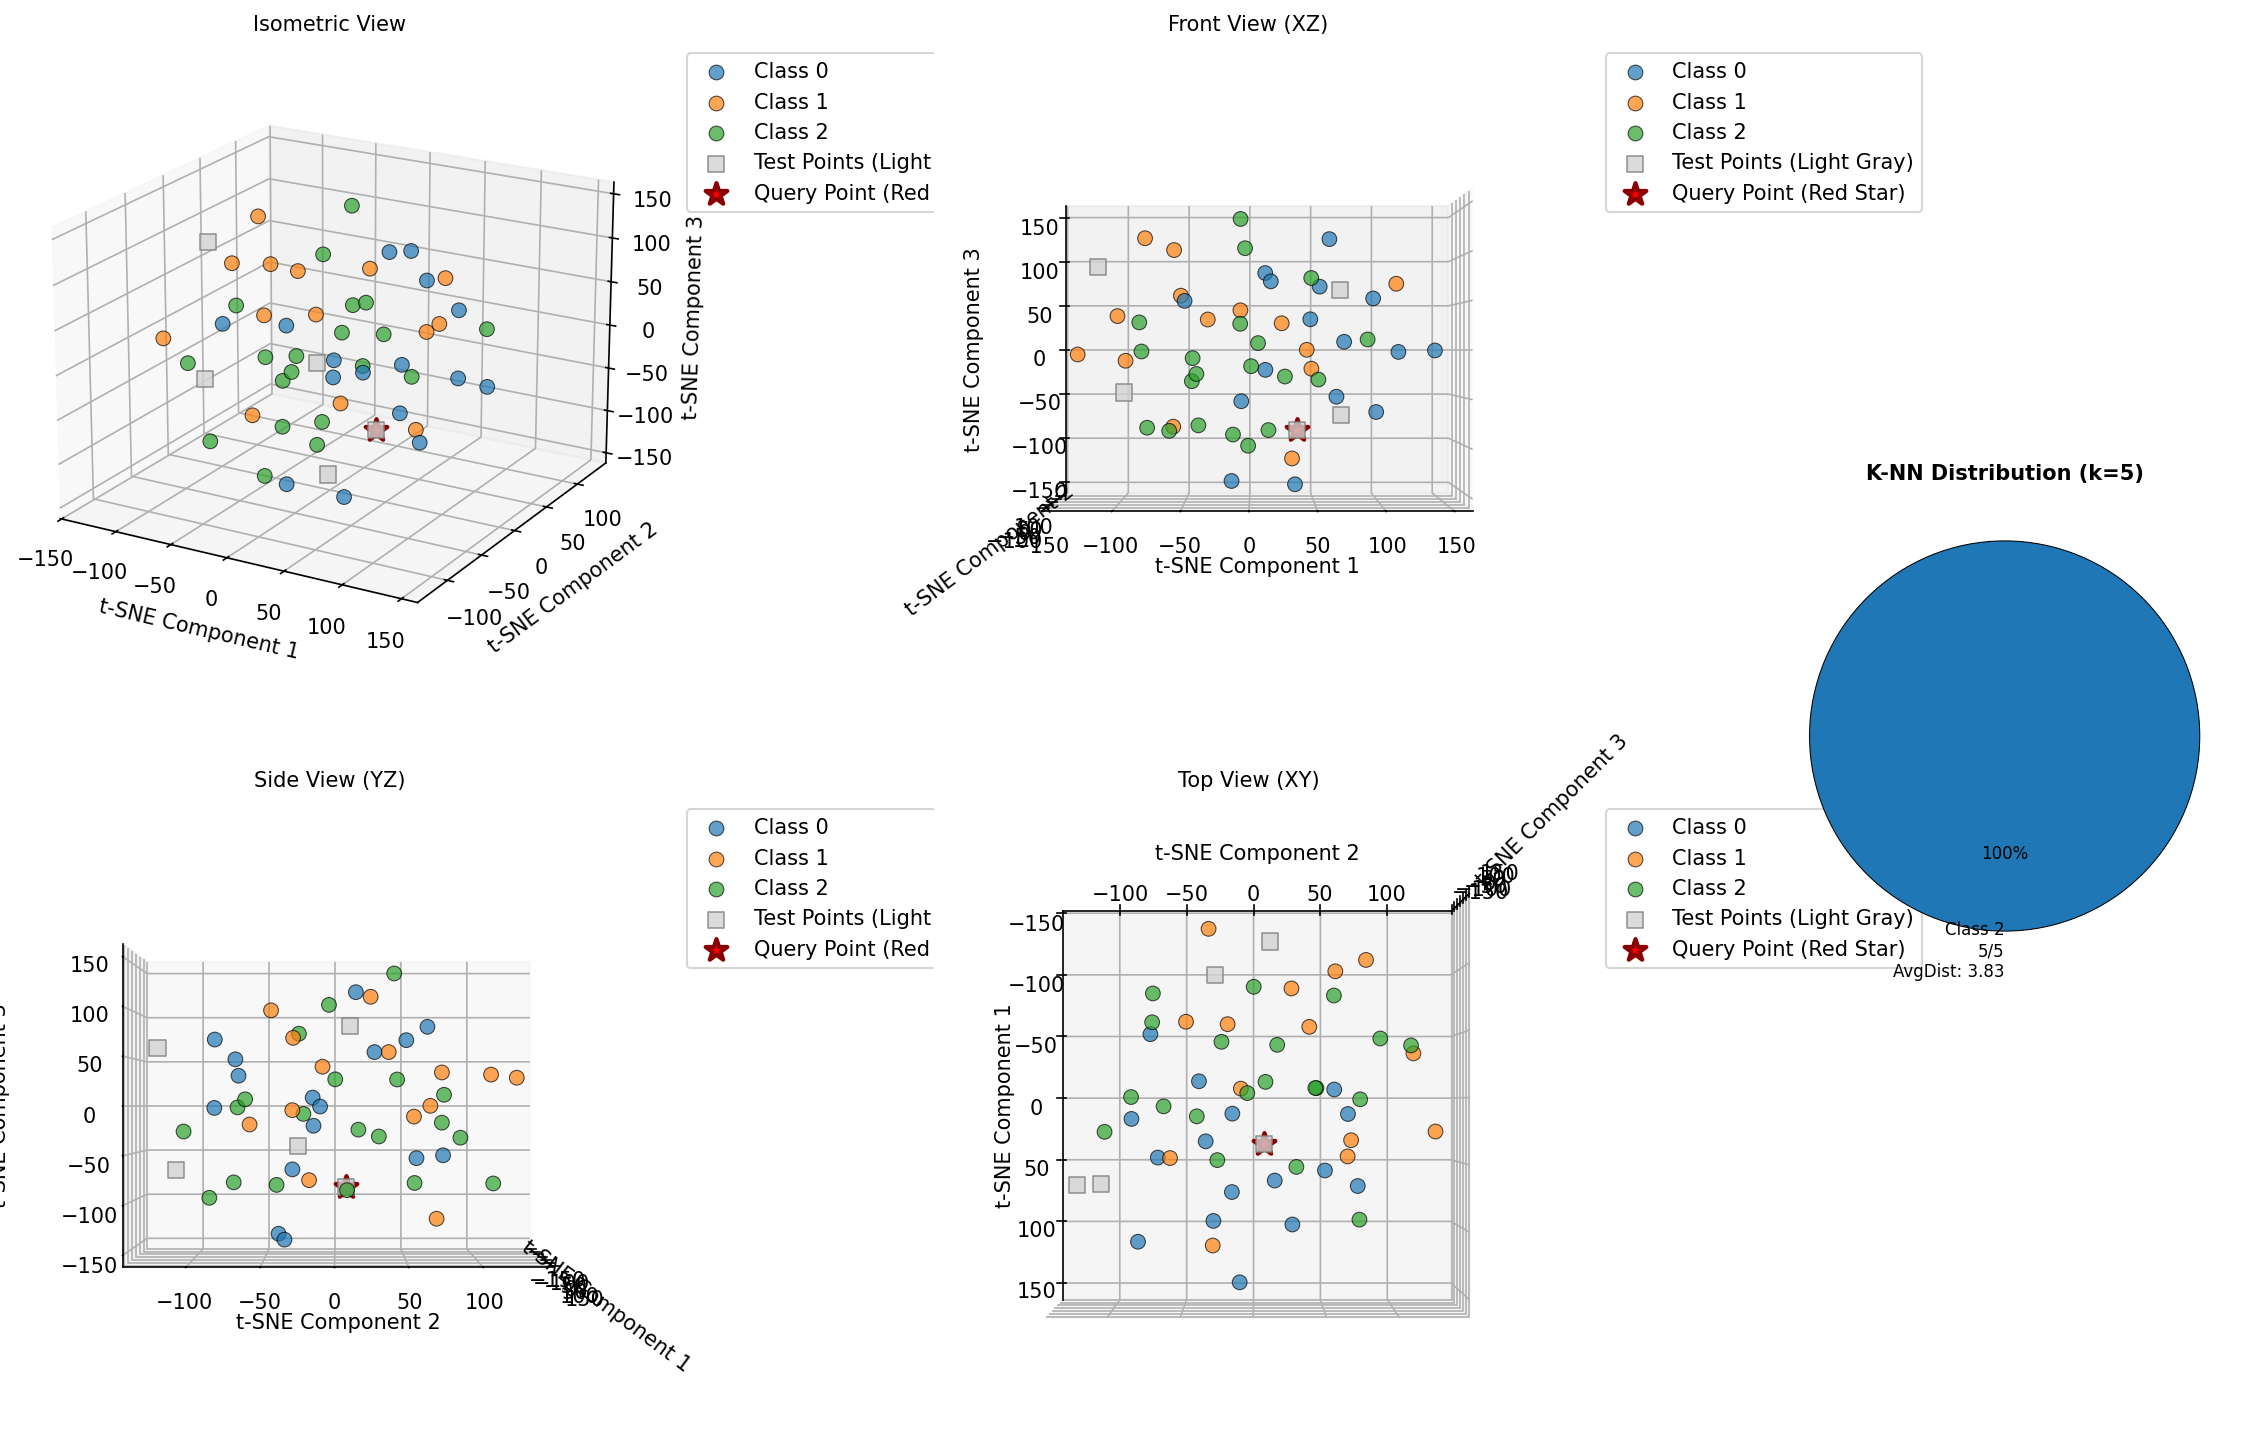 Isometric View
Class 0
Class 1
Class 2
Test Points (Light
Query Point (Red
150
100
50
0
−50
−100
−150
t-SNE Component 3
−150
−100
−50
0
50
100
150
t-SNE Component 1
−100
−50
0
50
100
t-SNE Component 2
Front View (XZ)
Class 0
Class 1
Class 2
Test Points (Light Gray)
Query Point (Red Star)
150
100
50
0
−50
−100
−150
t-SNE Component 3
−100
−50
0
50
100
150
t-SNE Component 1
t-SNE Component
K-NN Distribution (k=5)
100%
Class 2
5/5
AvgDist: 3.83
Side View (YZ)
Class 0
Class 1
Class 2
Test Points (Light
Query Point (Red
150
100
50
0
−50
−100
−150
−100
−50
0
50
100
t-SNE Component 2
t-SNE Component 1
Top View (XY)
Class 0
Class 1
Class 2
Test Points (Light Gray)
Query Point (Red Star)
t-SNE Component 2
−100
−50
0
50
100
t-SNE Component 3
−150
−100
−50
0
50
100
150
t-SNE Component 1